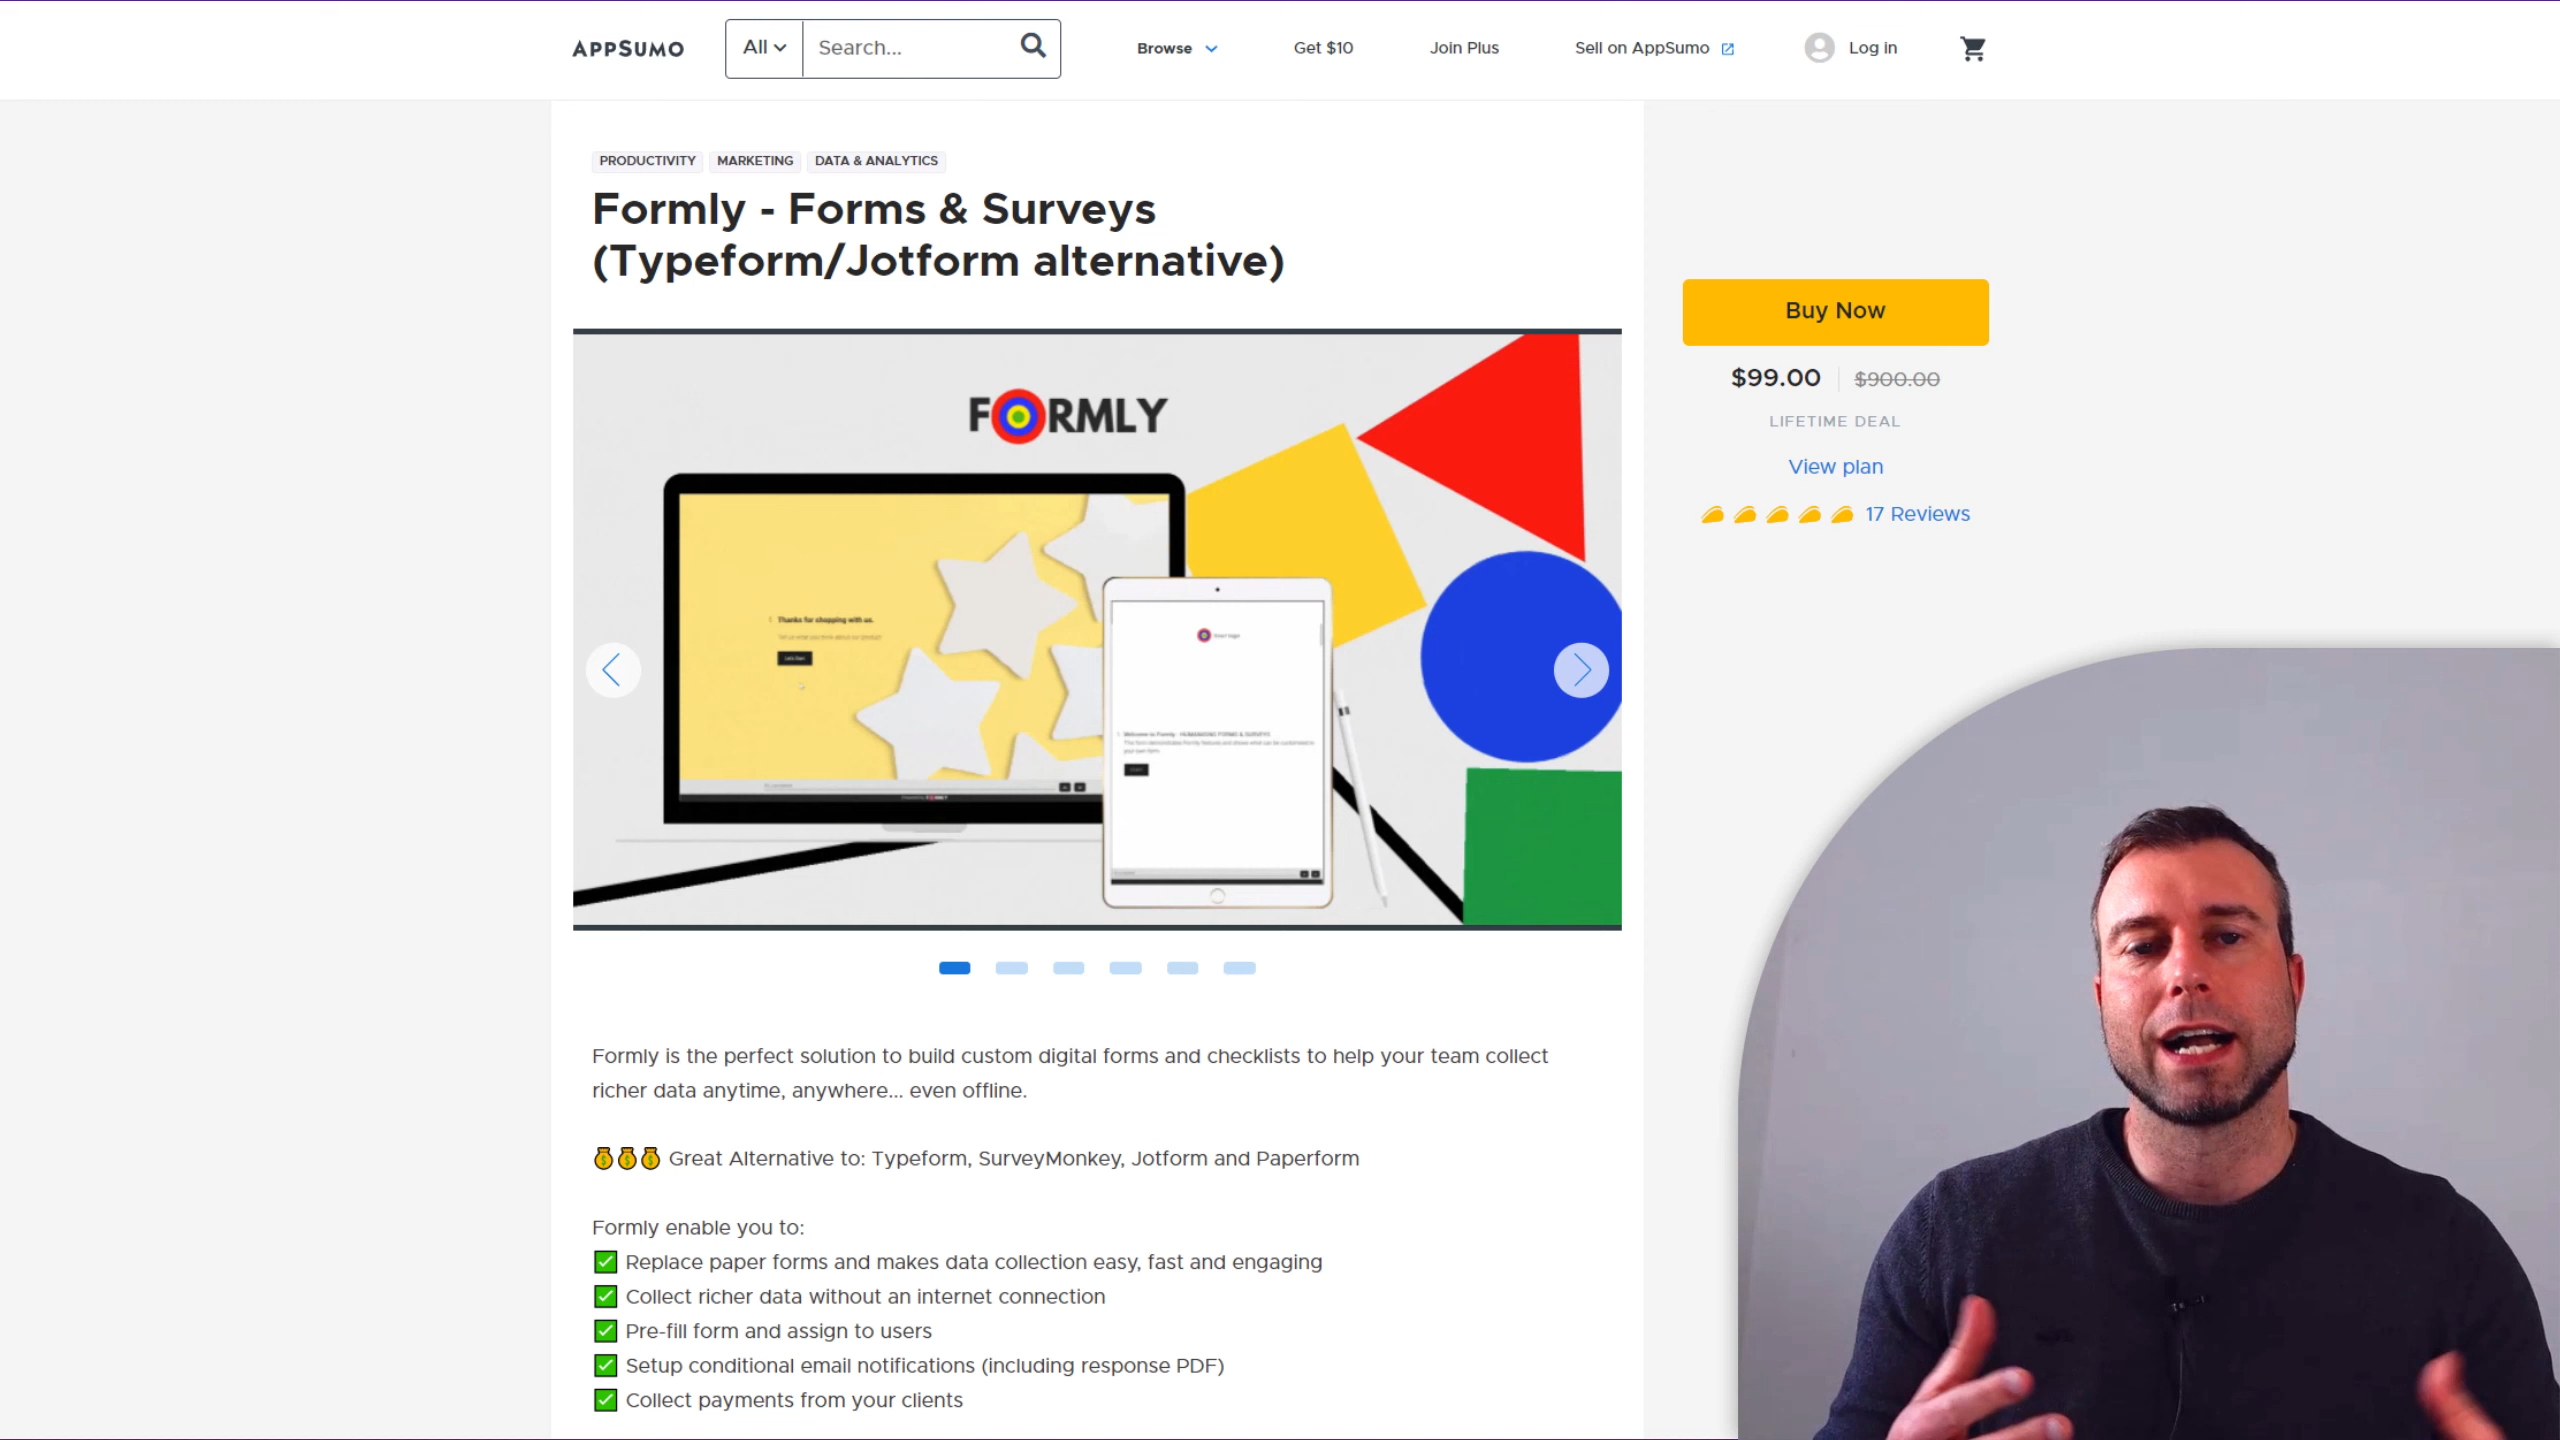 APPSUMO
All
Search...
Browse
Get $10
Join Plus
Sell on AppSumo
Log in
PRODUCTIVITY
MARKETING
DATA & ANALYTICS
Formly - Forms & Surveys
(Typeform/Jotform alternative)
Buy Now
$99.00
$900.00
LIFETIME DEAL
View plan
17 Reviews
FORMLY
Thanks for shopping with us.
Formly is the perfect solution to build custom digital forms and checklists to help your team collect
richer data anytime, anywhere... even offline.
Great Alternative to: Typeform, SurveyMonkey, Jotform and Paperform
Formly enable you to:
Replace paper forms and makes data collection easy, fast and engaging
Collect richer data without an internet connection
Pre-fill form and assign to users
Setup conditional email notifications (including response PDF)
Collect payments from your clients